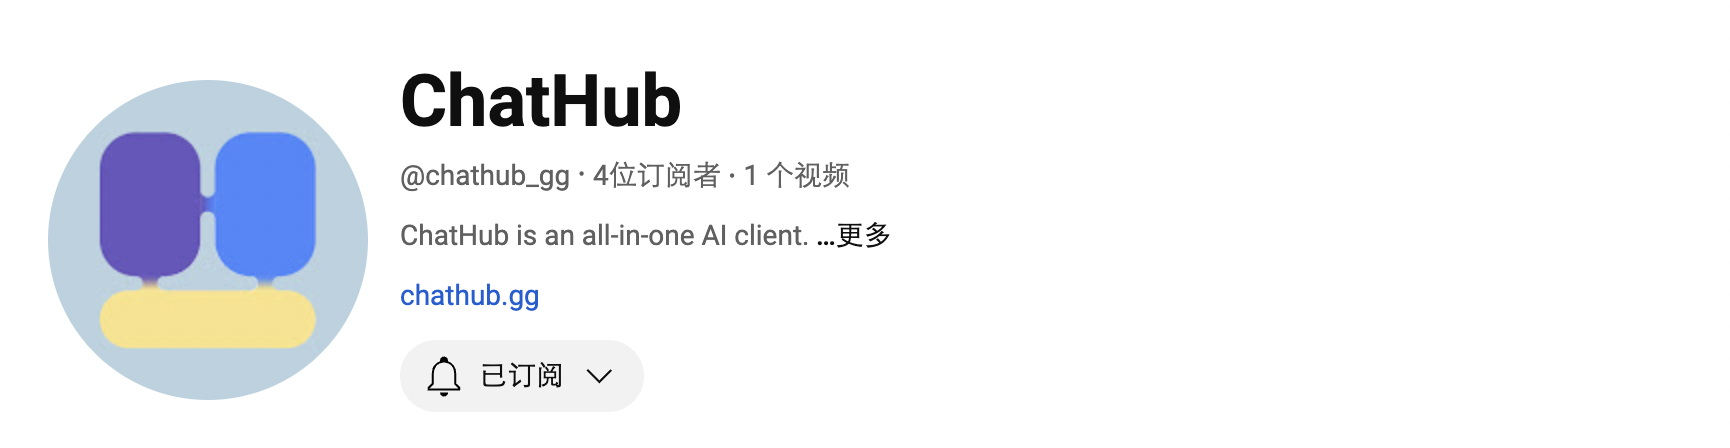 ChatHub
@chathub_gg · 4位订阅者 · 1 个视频
ChatHub is an all-in-one AI client. ...更多
chathub.gg
已订阅